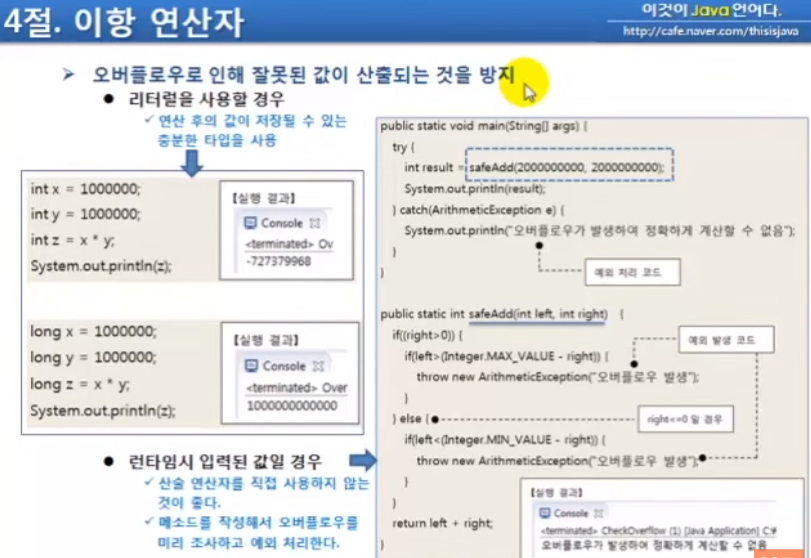 4절. 이항 연산자
이것이 Java 언어다.
http://cafe.naver.com/thisisjava
➢ 오버플로우로 인해 잘못된 값이 산출되는 것을 방지
● 리터럴을 사용할 경우
✓ 연산 후의 값이 저장될 수 있는
충분한 타입을 사용
int x = 1000000;
int y = 1000000;
int z = x * y;
System.out.println(z);
[실행 결과]
Console
<terminated> Ov
-727379968
long x = 1000000;
long y = 1000000;
long z = x * y;
System.out.println(z);
[실행 결과]
Console
<terminated> Over
1000000000000
● 런타임시 입력된 값일 경우
✓ 산술 연산자를 직접 사용하지 않는
것이 좋다.
✓ 메소드를 작성해서 오버플로우를
미리 조사하고 예외 처리한다.
public static void main(String[] args) {
try {
int result = safeAdd(2000000000, 2000000000);
System.out.println(result);
} catch(ArithmeticException e) {
System.out.println("오버플로우가 발생하여 정확하게 계산할 수 없음");
}
}
예외 처리 코드
public static int safeAdd(int left, int right) {
if((right>0)) {
예외 발생 코드
if(left>(Integer.MAX_VALUE - right)) {
throw new ArithmeticException("오버플로우 발생");
}
} else {
right<=0 일 경우
if(left<(Integer.MIN_VALUE - right)) {
throw new ArithmeticException("오버플로우 발생");
}
}
return left + right;
}
[실행 결과]
Console
<terminated> CheckOverflow (1) [Java Application] C:
오버플로우가 발생하여 정확하게 계산할 수 없음